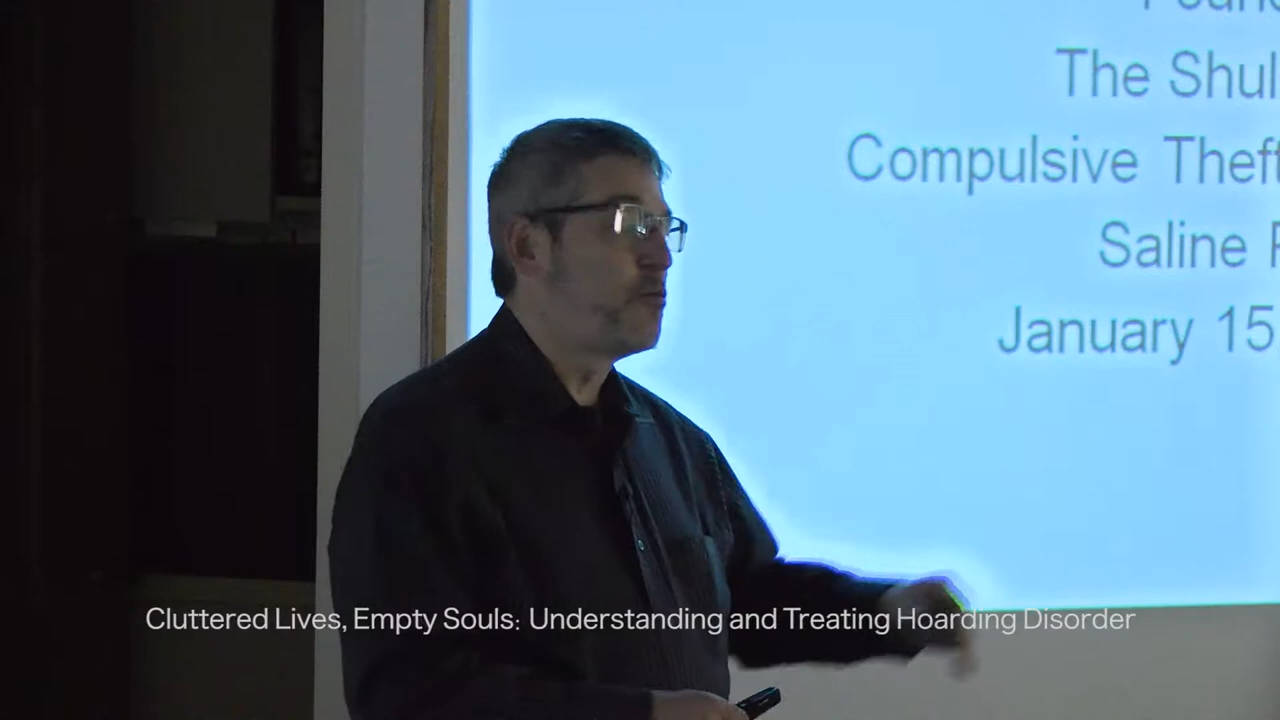 The Shul
Compulsive Theft
Saline
January 15
Cluttered Lives, Empty Souls: Understanding and Treating Hoarding Disorder